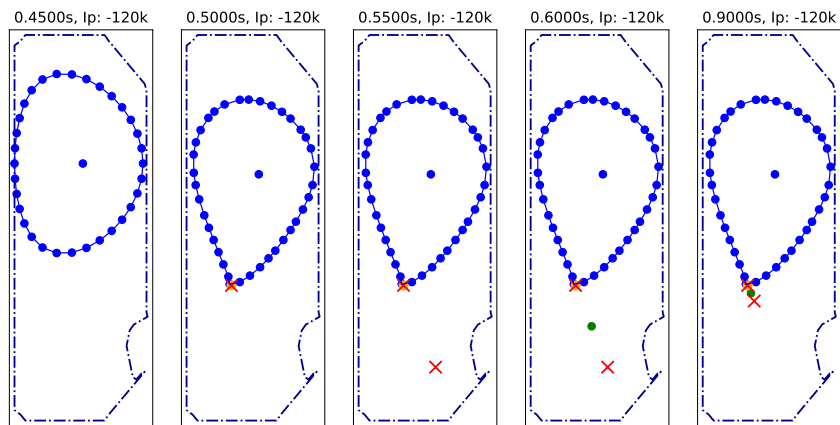 0.4500s, Ip: -120k
0.5000s, Ip: -120k
0.5500s, Ip: -120k
0.6000s, Ip: -120k
0.9000s, Ip: -120k